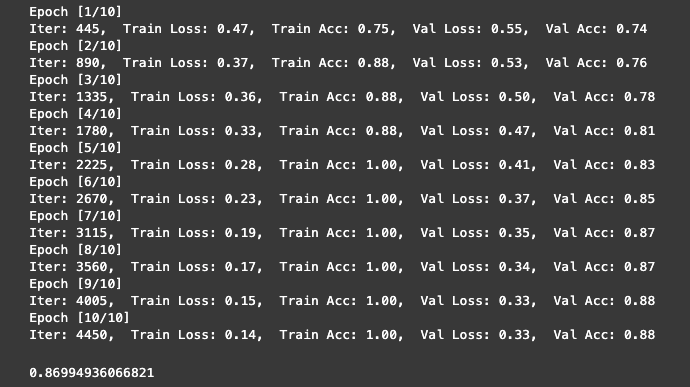 Epoch [1/10]
Iter: 445,  Train Loss: 0.47,  Train Acc: 0.75,  Val Loss: 0.55,  Val Acc: 0.74
Epoch [2/10]
Iter: 890,  Train Loss: 0.37,  Train Acc: 0.88,  Val Loss: 0.53,  Val Acc: 0.76
Epoch [3/10]
Iter: 1335,  Train Loss: 0.36,  Train Acc: 0.88,  Val Loss: 0.50,  Val Acc: 0.78
Epoch [4/10]
Iter: 1780,  Train Loss: 0.33,  Train Acc: 0.88,  Val Loss: 0.47,  Val Acc: 0.81
Epoch [5/10]
Iter: 2225,  Train Loss: 0.28,  Train Acc: 1.00,  Val Loss: 0.41,  Val Acc: 0.83
Epoch [6/10]
Iter: 2670,  Train Loss: 0.23,  Train Acc: 1.00,  Val Loss: 0.37,  Val Acc: 0.85
Epoch [7/10]
Iter: 3115,  Train Loss: 0.19,  Train Acc: 1.00,  Val Loss: 0.35,  Val Acc: 0.87
Epoch [8/10]
Iter: 3560,  Train Loss: 0.17,  Train Acc: 1.00,  Val Loss: 0.34,  Val Acc: 0.87
Epoch [9/10]
Iter: 4005,  Train Loss: 0.15,  Train Acc: 1.00,  Val Loss: 0.33,  Val Acc: 0.88
Epoch [10/10]
Iter: 4450,  Train Loss: 0.14,  Train Acc: 1.00,  Val Loss: 0.33,  Val Acc: 0.88
0.86994936066821